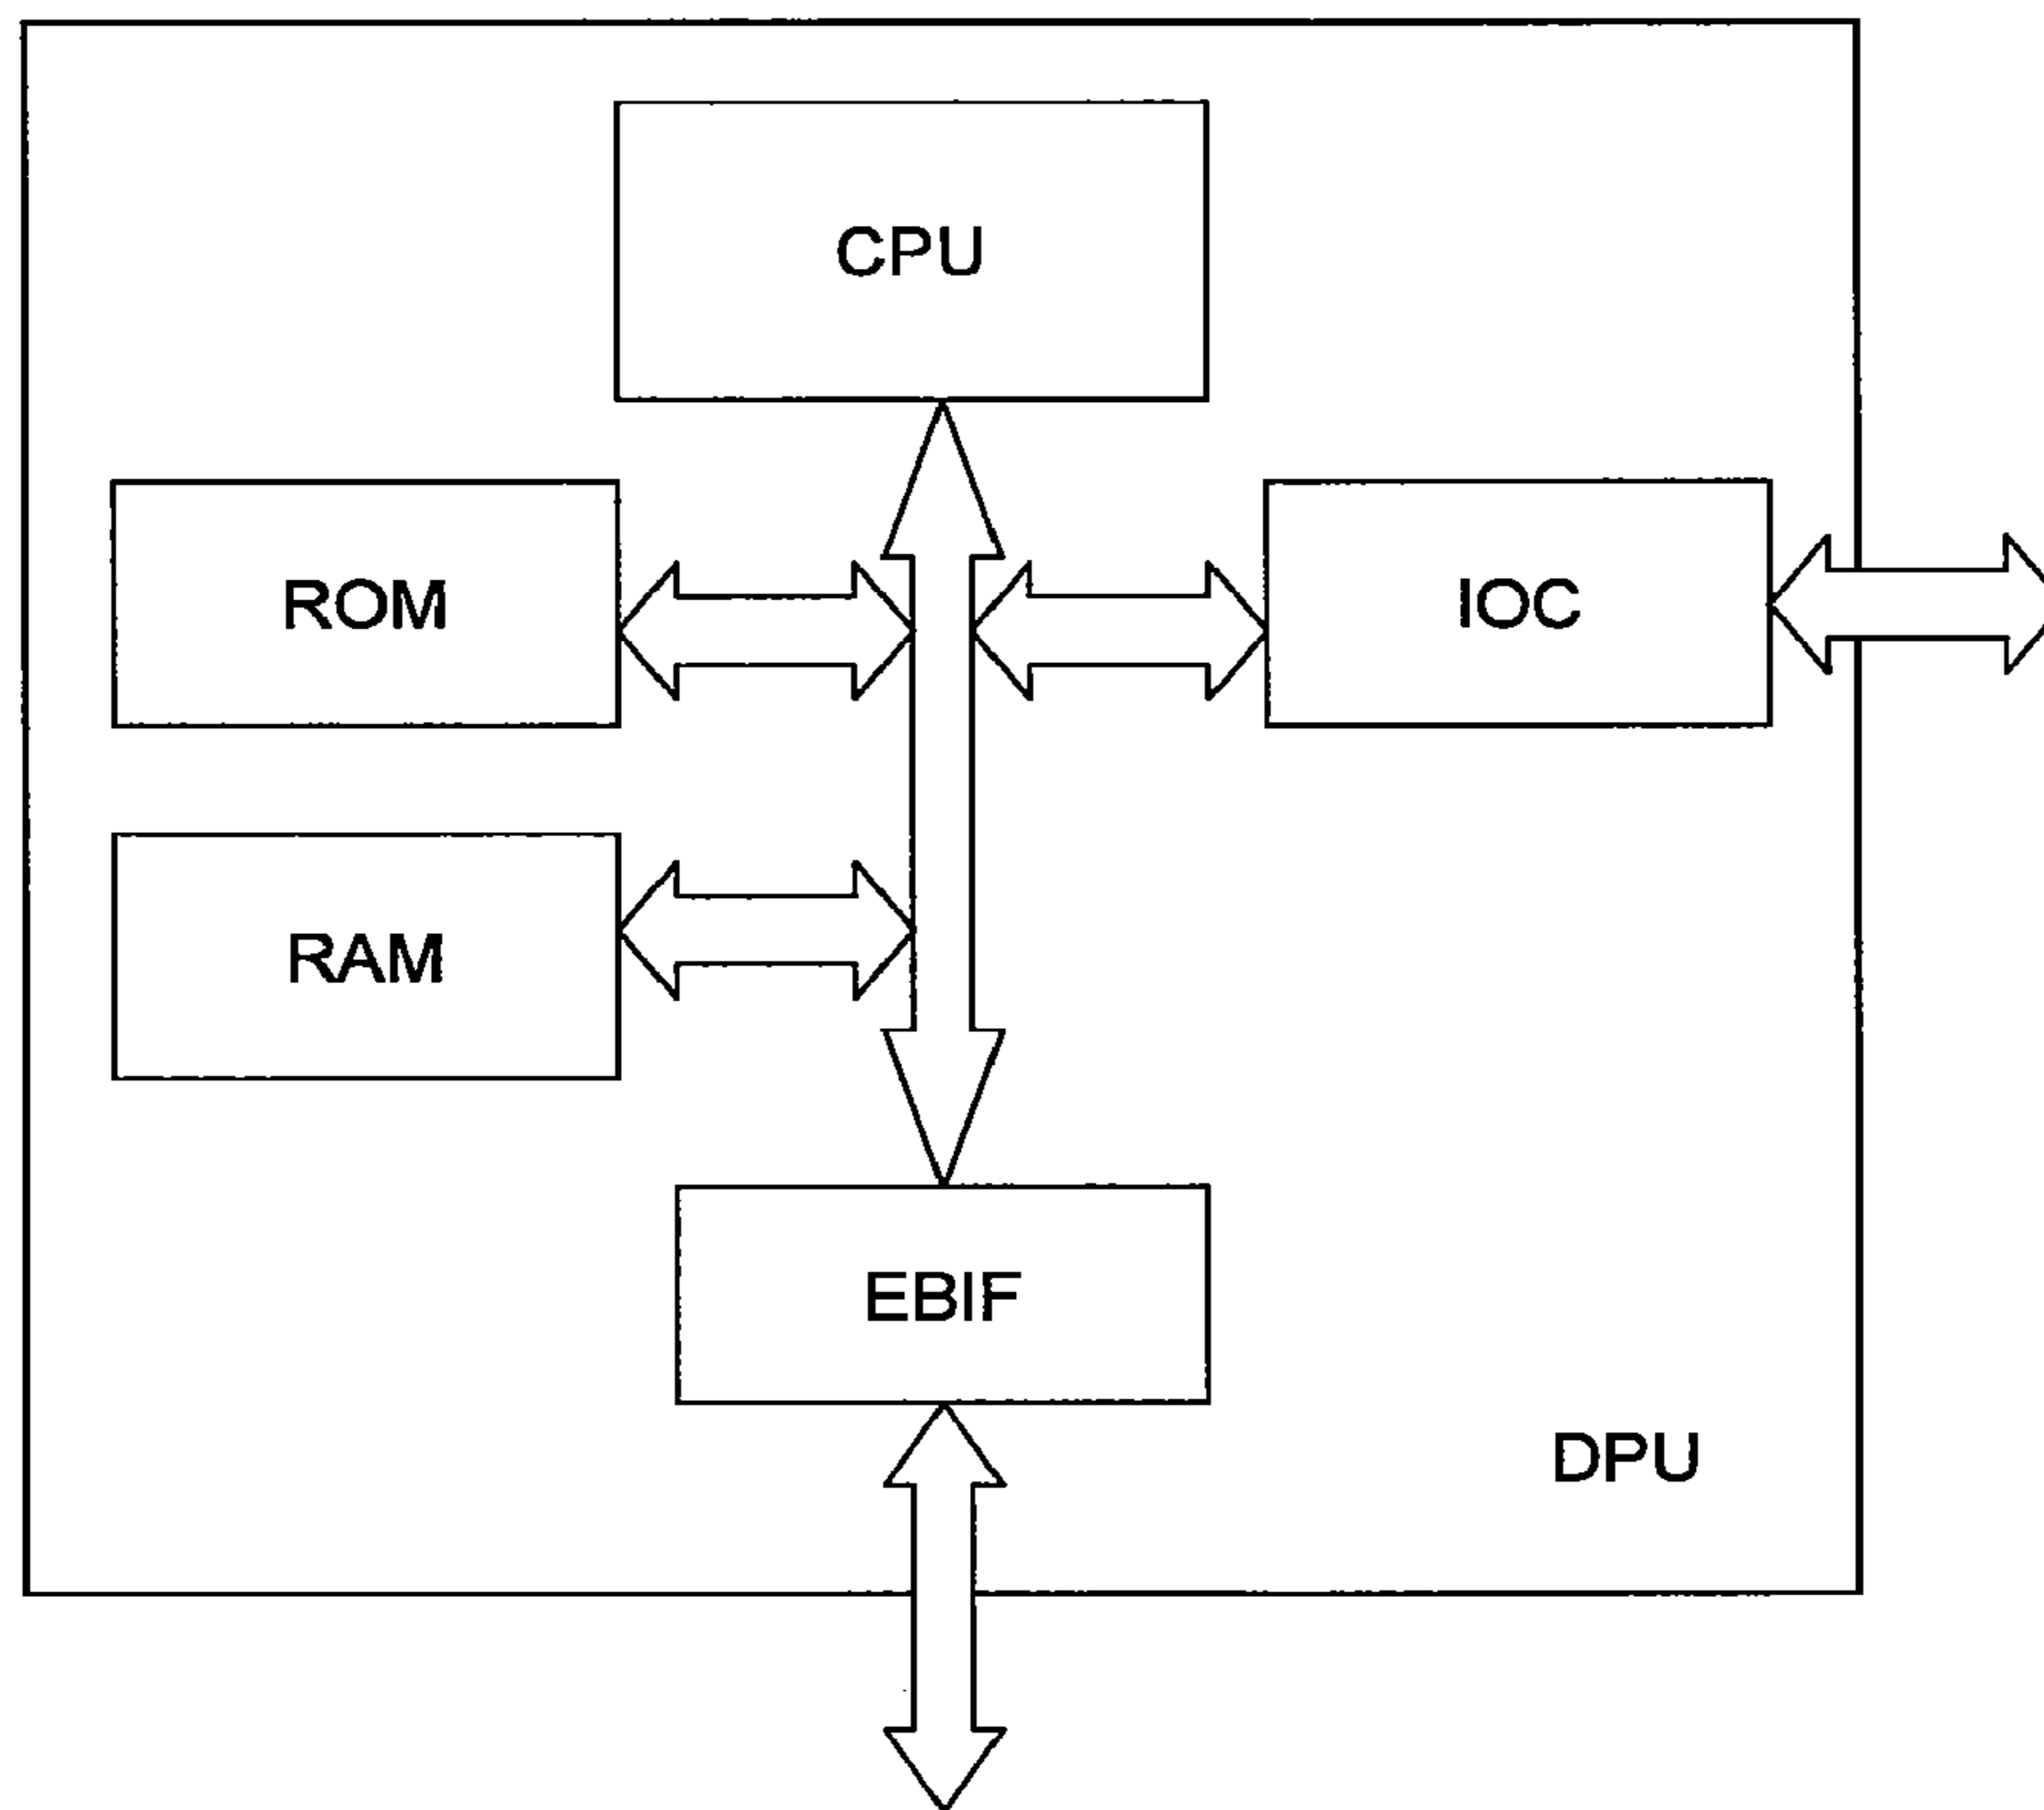 CPU
ROM
IOC
RAM
EBIF
DPU